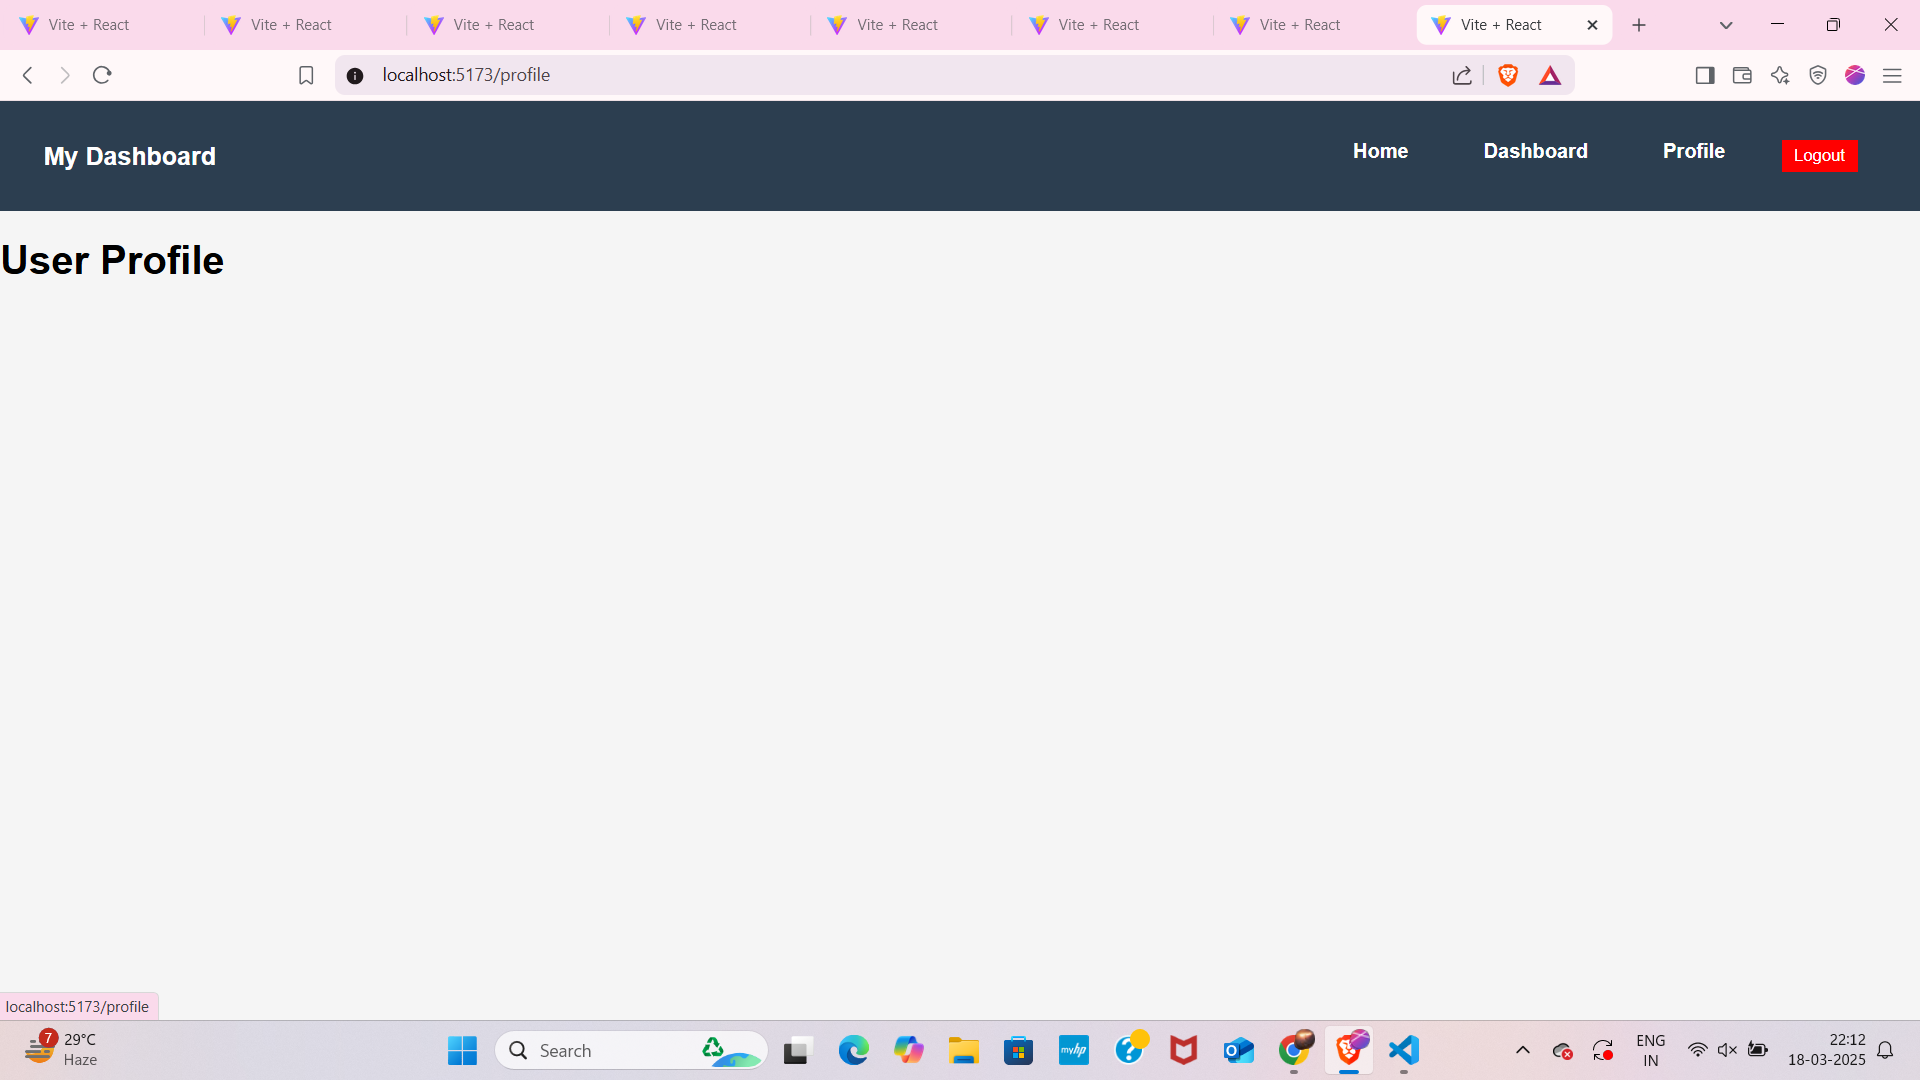 Vite + React
Vite + React
Vite + React
Vite + React
Vite + React
Vite + React
Vite + React
Vite + React
localhost:5173/profile
My Dashboard
Home
Dashboard
Profile
Logout
User Profile
localhost:5173/profile
7
29°C
Haze
Search
myhp
ENG
IN
22:12
18-03-2025